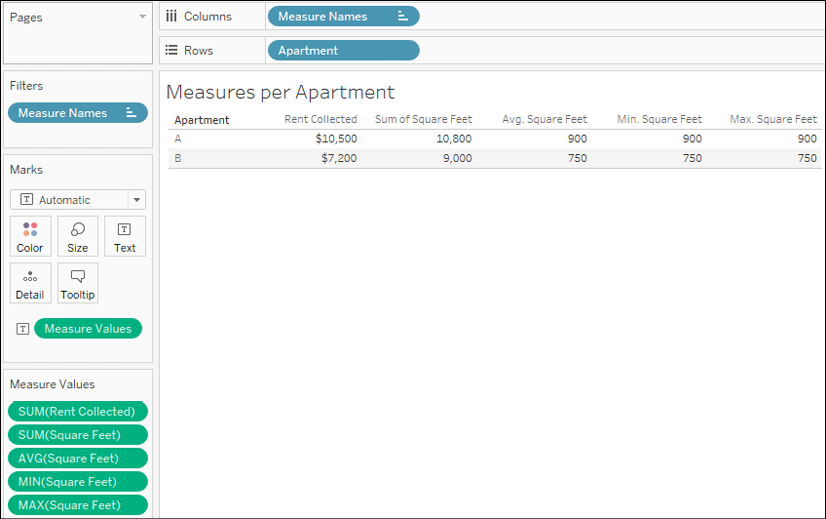 Pages
Columns
Measure Names
Rows
Apartment
Filters
Measure Names
Marks
Automatic
Color
Size
Text
Detail
Tooltip
Measure Values
Measure Values
SUM(Rent Collected)
SUM(Square Feet)
AVG(Square Feet)
MIN(Square Feet)
MAX(Square Feet)
Measures per Apartment
Apartment Rent Collected Sum of Square Feet Avg. Square Feet Min. Square Feet Max. Square Feet
A $10,500 10,800 900 900 900
B $7,200 9,000 750 750 750